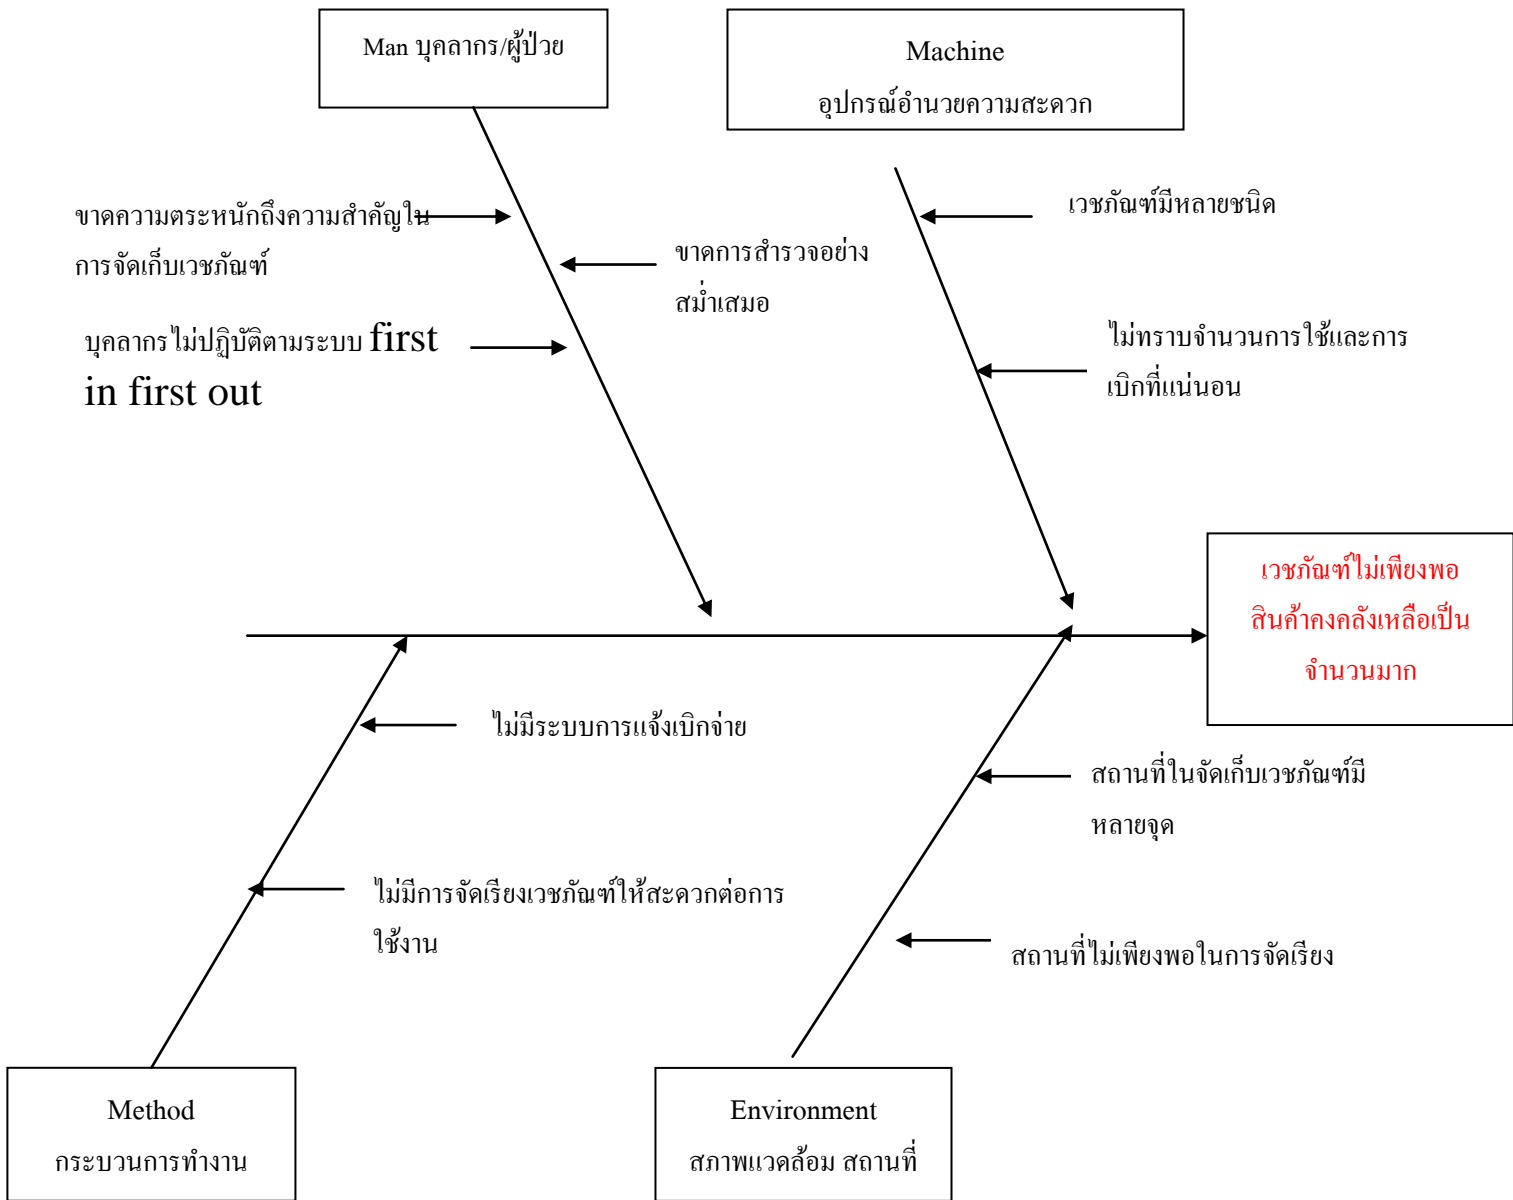 Man บุคลากร/ผู้ป่วย
Machine
อุปกรณ์อำนวยความสะดวก
ขาดความตระหนักถึงความสำคัญใน
การจัดเก็บเวชภัณฑ์
ขาดการสำรวจอย่าง
สม่ำเสมอ
เวชภัณฑ์มีหลายชนิด
บุคลากรไม่ปฏิบัติตามระบบ first
in first out
ไม่ทราบจำนวนการใช้และการ
เบิกที่แน่นอน
เวชภัณฑ์ไม่เพียงพอ
สินค้าคงคลังเหลือเป็น
จำนวนมาก
ไม่มีระบบการแจ้งเบิกจ่าย
สถานที่ในจัดเก็บเวชภัณฑ์มี
หลายจุด
ไม่มีการจัดเรียงเวชภัณฑ์ให้สะดวกต่อการ
ใช้งาน
สถานที่ไม่เพียงพอในการจัดเรียง
Method
กระบวนการทำงาน
Environment
สภาพแวดล้อม สถานที่